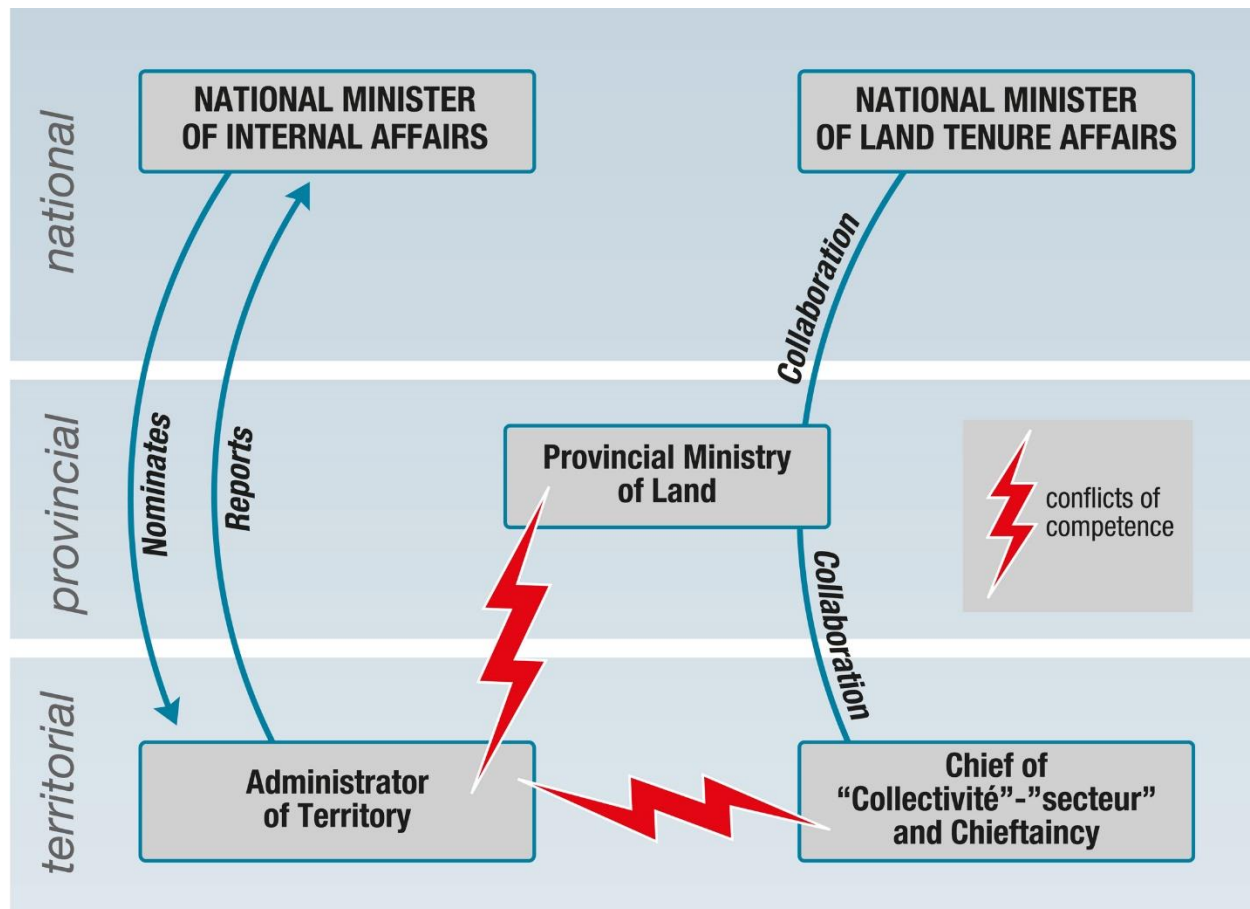 national
NATIONAL MINISTER
OF INTERNAL AFFAIRS
NATIONAL MINISTER
OF LAND TENURE AFFAIRS
Collaboration
provincial
Nominates
Reports
Provincial Ministry
of Land
conflicts of
competence
Collaboration
territorial
Administrator
of Territory
Chief of
“Collectivité”-”secteur”
and Chieftaincy